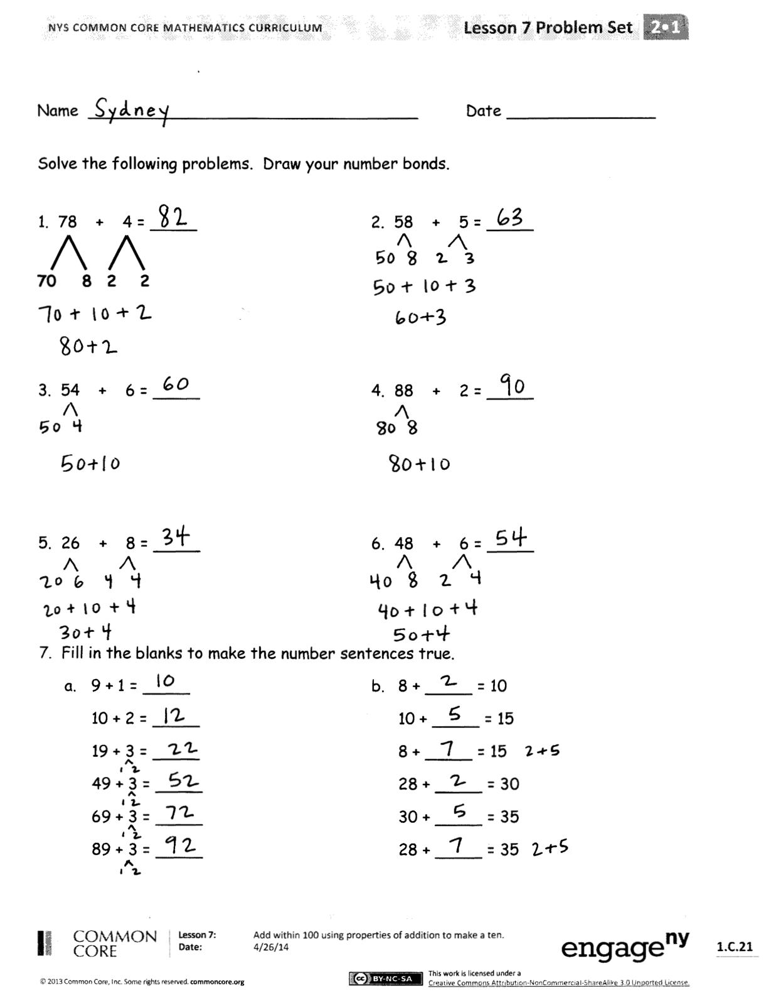 NYS COMMON CORE MATHEMATICS CURRICULUM
Lesson 7 Problem Set 2•1
Name Sydney
Date
Solve the following problems. Draw your number bonds.
1. 78 + 4 = 82
70 8 2 2
70 + 10 + 2
80+2
2. 58 + 5 = 63
50 8 2 3
50 + 10 + 3
60+3
3. 54 + 6 = 60
50 4
50+10
4. 88 + 2 = 90
80 8
80+10
5. 26 + 8 = 34
20 6 4 4
20 + 10 + 4
30+4
6. 48 + 6 = 54
40 8 2 4
40 + 10 + 4
50+4
7. Fill in the blanks to make the number sentences true.
a. 9 + 1 = 10
10 + 2 = 12
19 + 3 = 22
1 2
49 + 3 = 52
1 2
69 + 3 = 72
1 2
89 + 3 = 92
1 2
b. 8 + 2 = 10
10 + 5 = 15
8 + 7 = 15 2+5
28 + 2 = 30
30 + 5 = 35
28 + 7 = 35 2+5
COMMON
CORE
Lesson 7:
Date:
Add within 100 using properties of addition to make a ten.
4/26/14
engage ny
1.C.21
© 2013 Common Core, Inc. Some rights reserved. commoncore.org
cc BY-NC-SA
This work is licensed under a
Creative Commons Attribution-NonCommercial-ShareAlike 3.0 Unported License.